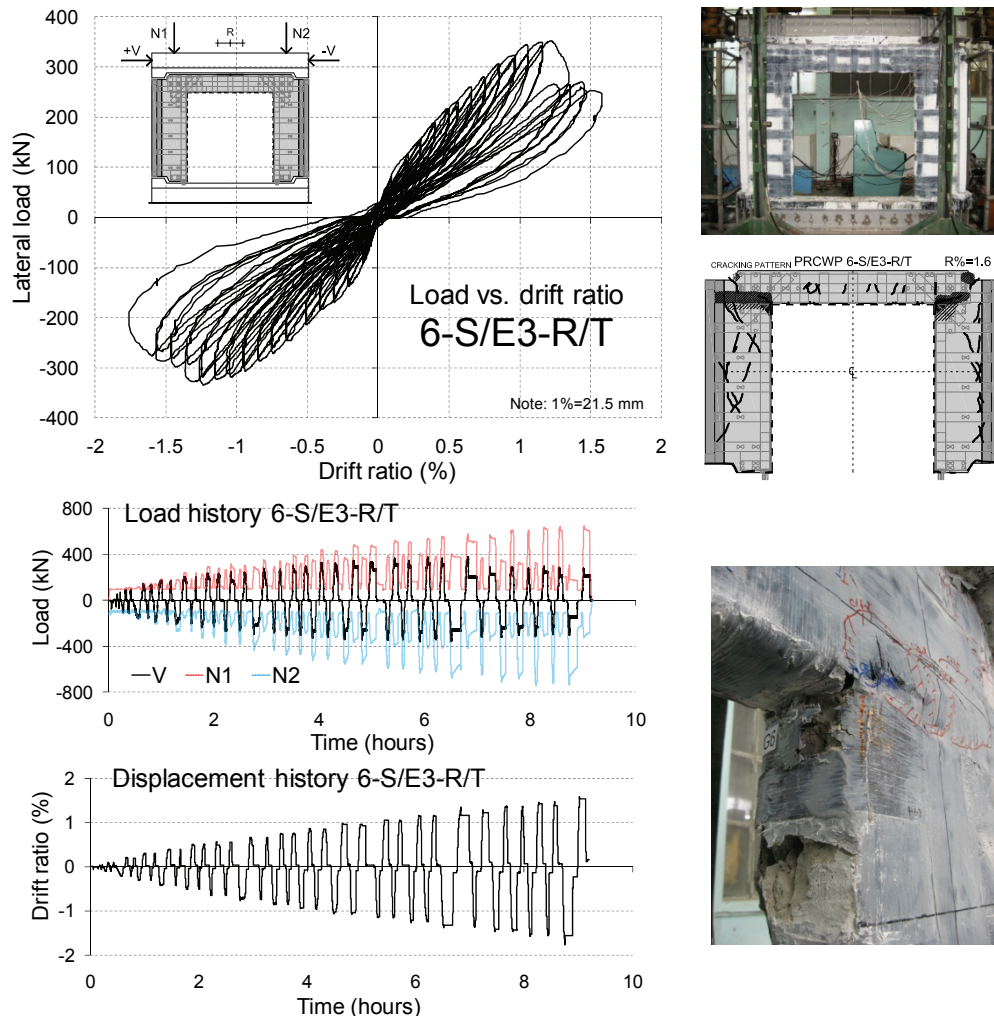 400
300
200
100
0
-100
-200
-300
-400
Lateral load (kN)
N1
R
N2
+V
-V
Load vs. drift ratio
6-S/E3-R/T
Note: 1%=21.5 mm
-2
-1.5
-1
-0.5
0
0.5
1
1.5
2
Drift ratio (%)
CRACKING PATTERN PRCWP 6-S/E3-R/T R%=1.6
Load history 6-S/E3-R/T
800
400
0
-400
-800
Load (kN)
V N1 N2
0 2 4 6 8 10
Time (hours)
Displacement history 6-S/E3-R/T
2
1
0
-1
-2
Drift ratio (%)
0 2 4 6 8 10
Time (hours)
G6